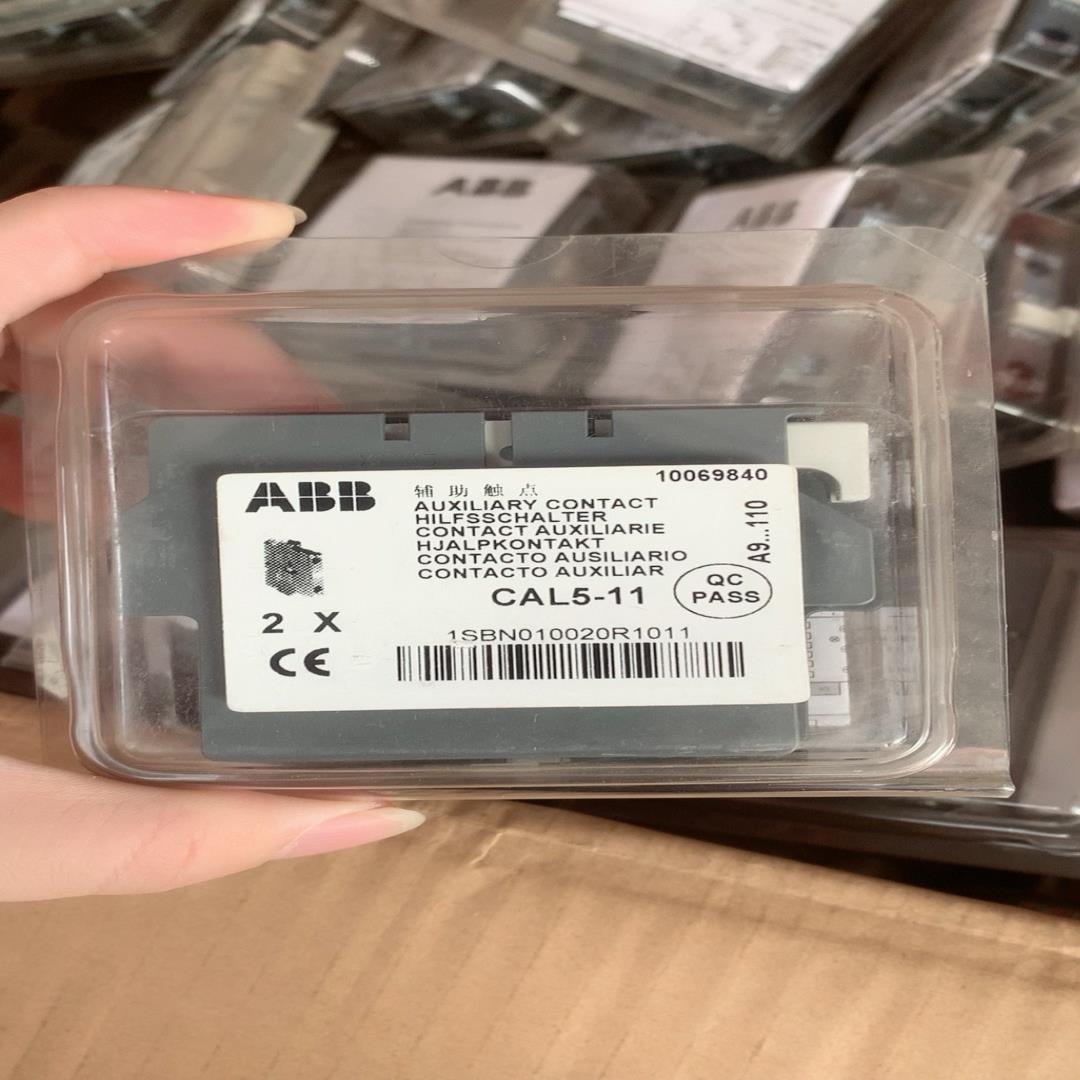 ABB
ABB
10069840
ABB
辅助触点
AUXILIARY CONTACT
HILFSSCHALTER
CONTACT AUXILIARIE
HJALPKONTAKT
CONTACTO AUSILIARIO
CONTACTO AUXILIAR
A9...110
CAL5-11
QC
PASS
2 X
1SBN010020R1011
CE